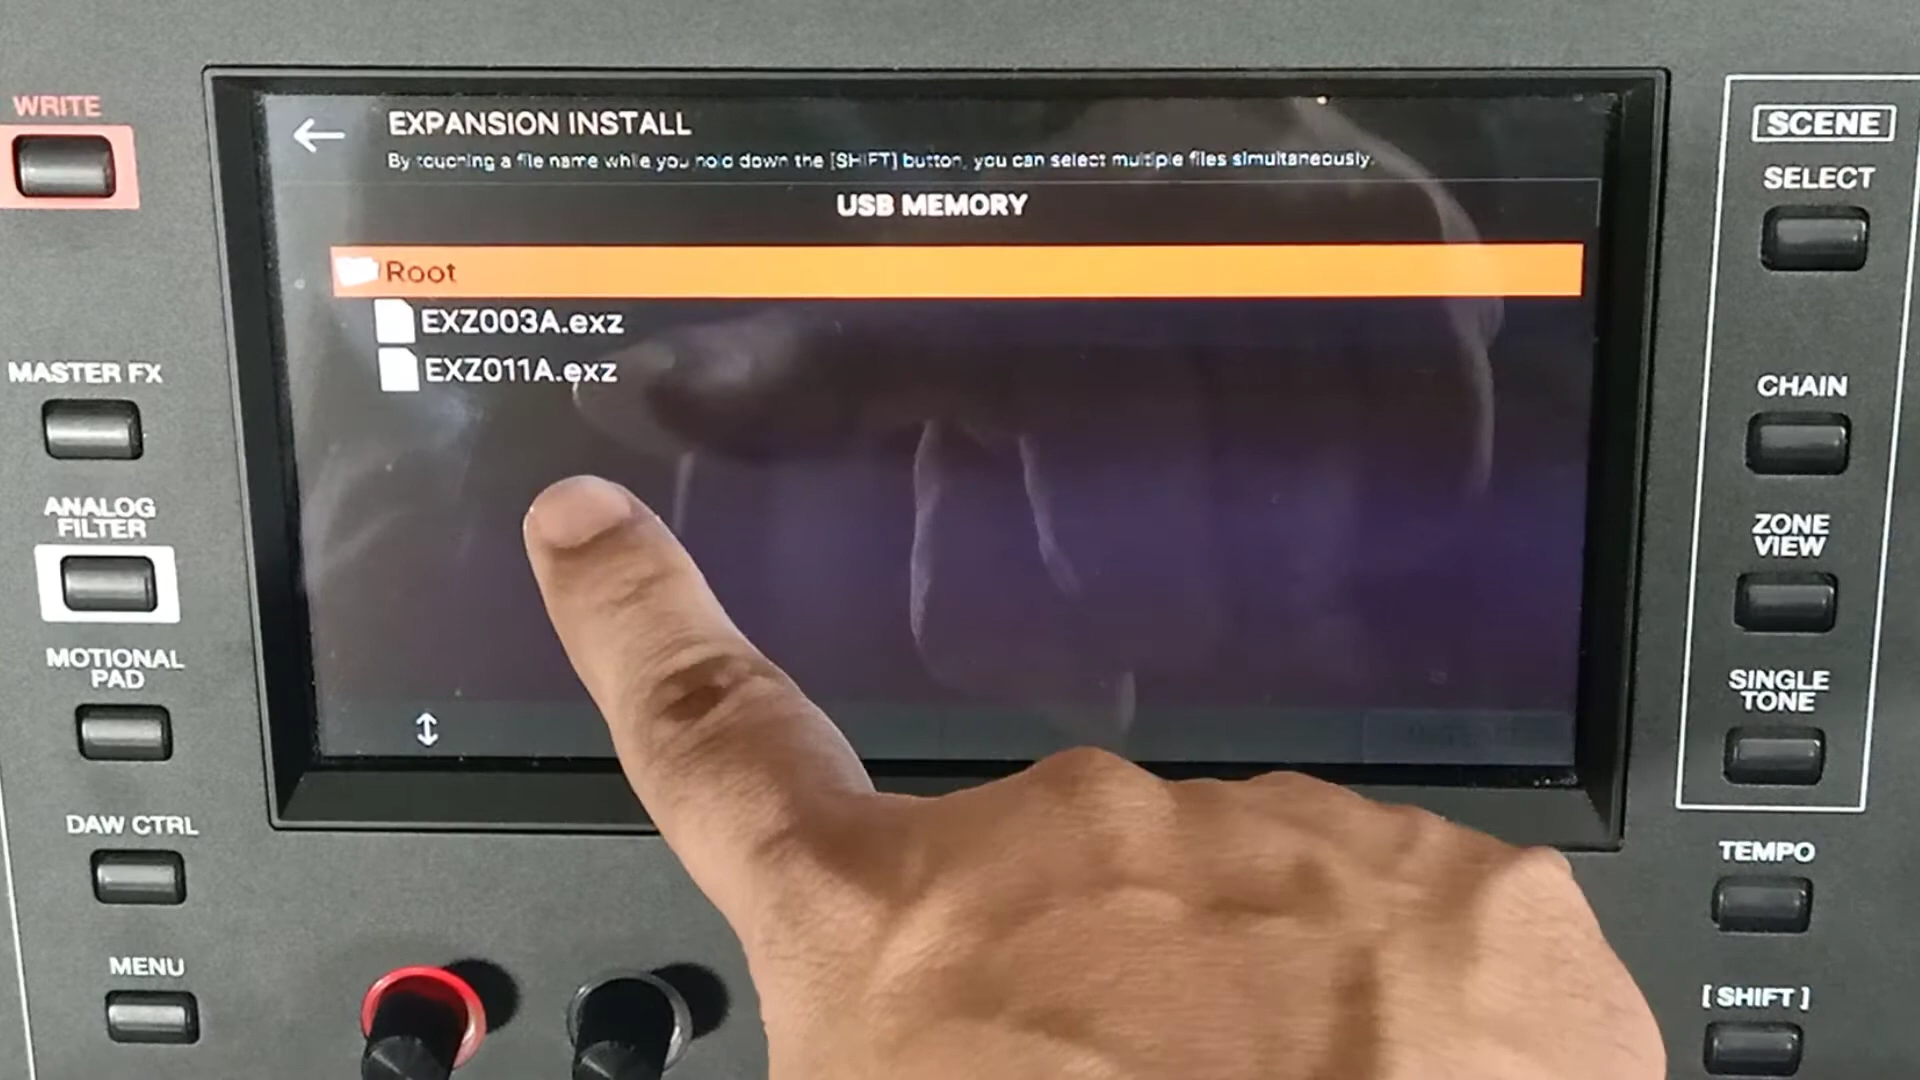 WRITE
MASTER FX
ANALOG
FILTER
MOTIONAL
PAD
DAW CTRL
MENU
EXPANSION INSTALL
By touching a file name while you hold down the [SHIFT] button, you can select multiple files simultaneously.
USB MEMORY
Root
EXZ003A.exz
EXZ011A.exz
SCENE
SELECT
CHAIN
ZONE
VIEW
SINGLE
TONE
TEMPO
[ SHIFT ]